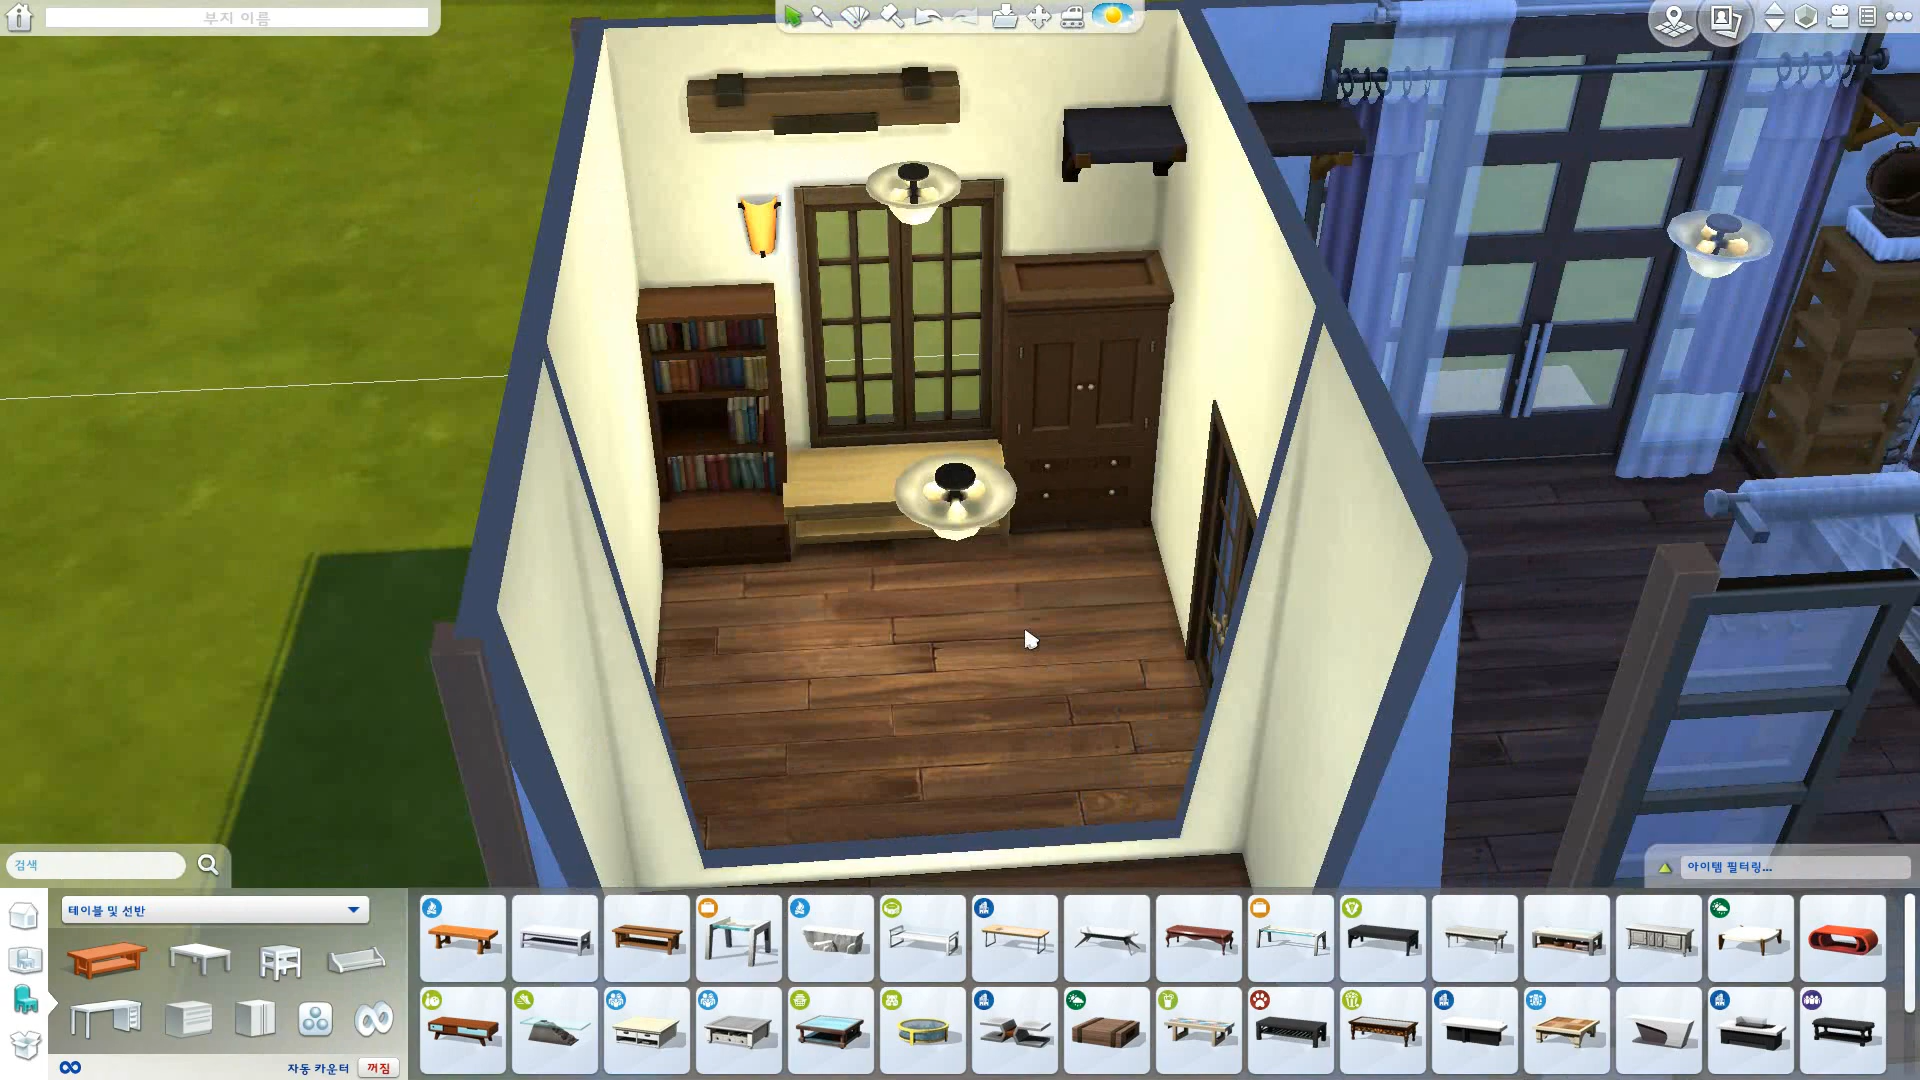 부지 이름
검색
아이템 필터링...
테이블 및 선반
자동 카운터
꺼짐